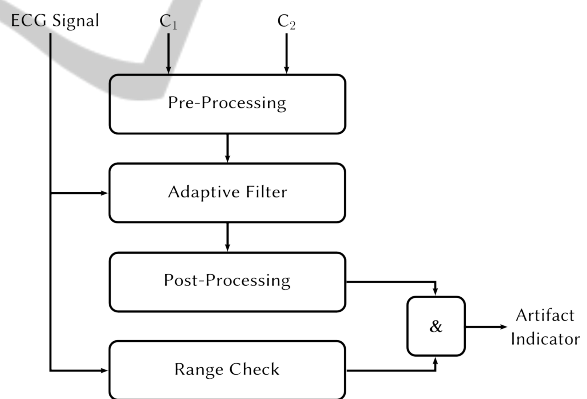 ECG Signal C₁ C₂
Pre-Processing
Adaptive Filter
Post-Processing
&
Artifact
Indicator
Range Check